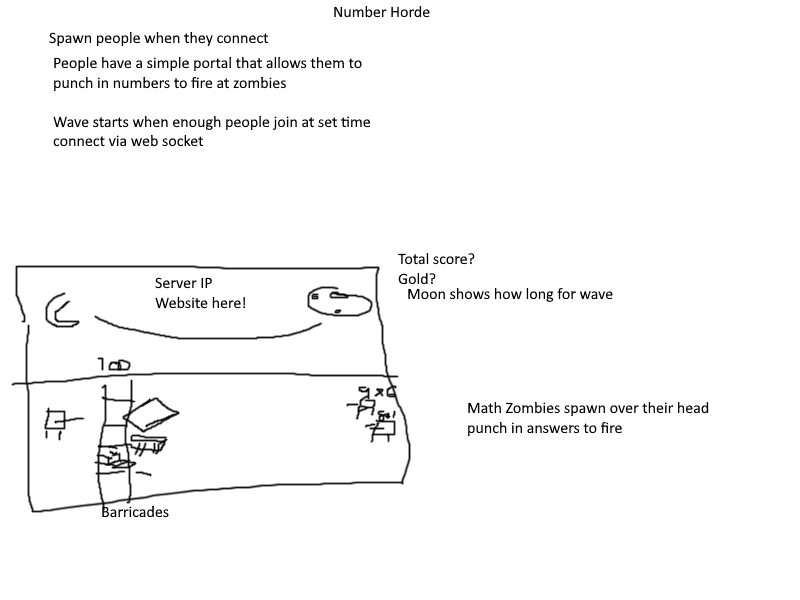 Number Horde
Spawn people when they connect
People have a simple portal that allows them to
punch in numbers to fire at zombies
Wave starts when enough people join at set time
connect via web socket
Total score?
Gold?
Server IP
Website here!
Moon shows how long for wave
100
9 x 6
Math Zombies spawn over their head
punch in answers to fire
Barricades